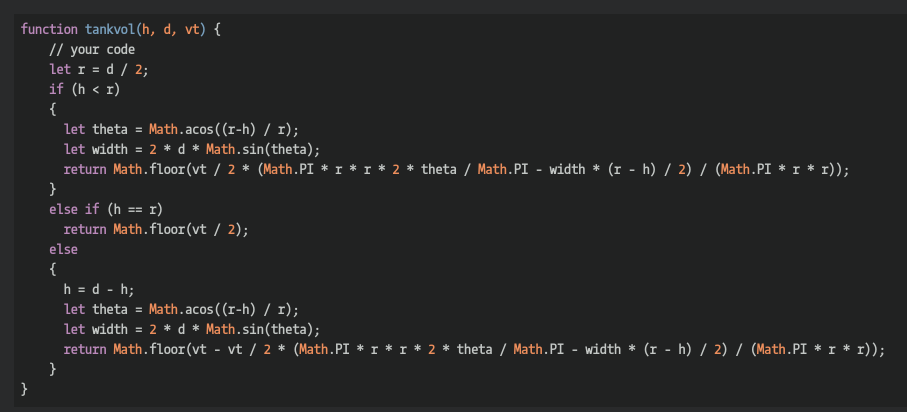 function tankvol(h, d, vt) {
    // your code
    let r = d / 2;
    if (h < r)
    {
      let theta = Math.acos((r-h) / r);
      let width = 2 * d * Math.sin(theta);
      return Math.floor(vt / 2 * (Math.PI * r * r * 2 * theta / Math.PI - width * (r - h) / 2) / (Math.PI * r * r));
    }
    else if (h == r)
      return Math.floor(vt / 2);
    else
    {
      h = d - h;
      let theta = Math.acos((r-h) / r);
      let width = 2 * d * Math.sin(theta);
      return Math.floor(vt - vt / 2 * (Math.PI * r * r * 2 * theta / Math.PI - width * (r - h) / 2) / (Math.PI * r * r));
    }
}